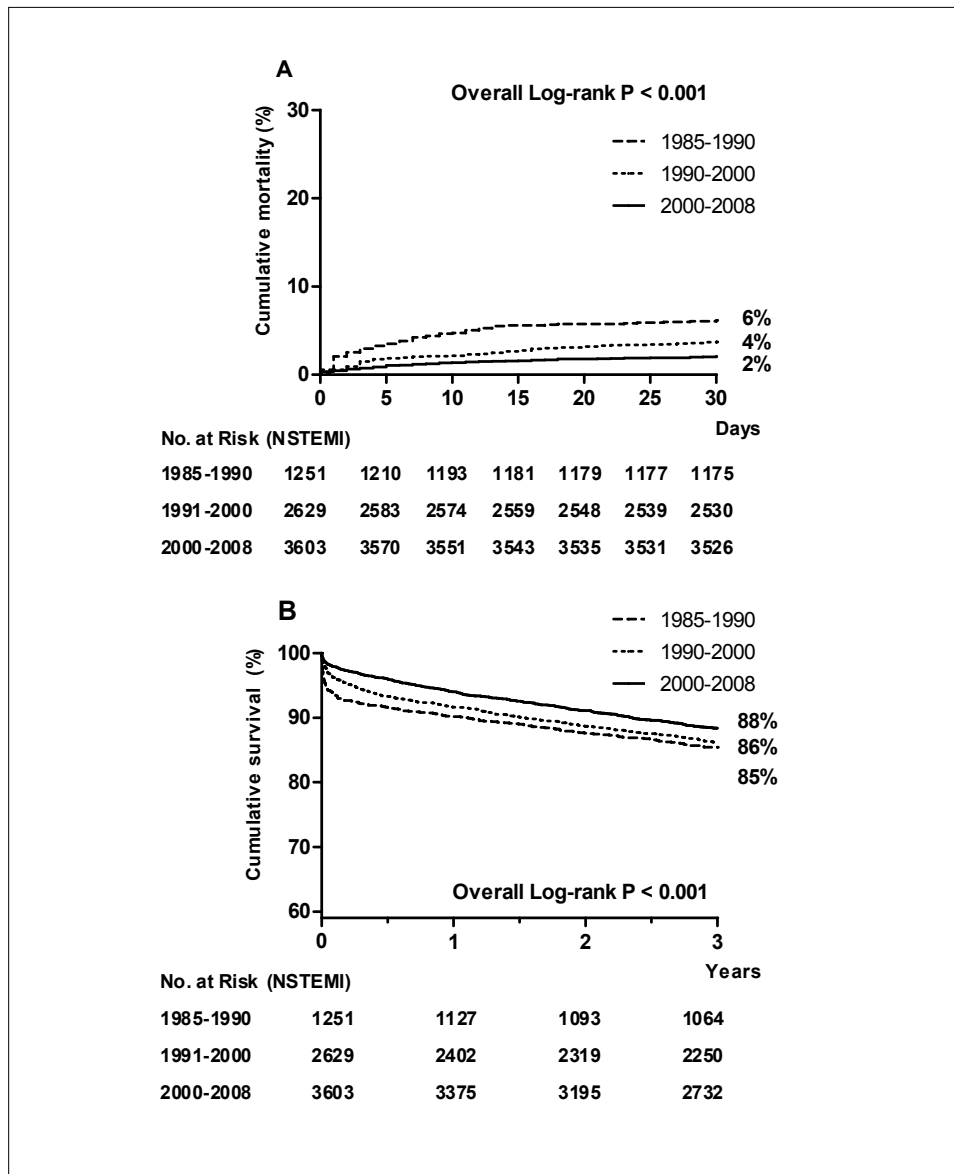 A
Overall Log-rank P < 0.001
Cumulative mortality (%)
30
20
10
0
1985-1990
1990-2000
2000-2008
6%
4%
2%
0 5 10 15 20 25 30
Days
No. at Risk (NSTEMI)
1985-1990 1251 1210 1193 1181 1179 1177 1175
1991-2000 2629 2583 2574 2559 2548 2539 2530
2000-2008 3603 3570 3551 3543 3535 3531 3526
B
1985-1990
1990-2000
2000-2008
Cumulative survival (%)
100
90
80
70
60
88%
86%
85%
Overall Log-rank P < 0.001
0 1 2 3
Years
No. at Risk (NSTEMI)
1985-1990 1251 1127 1093 1064
1991-2000 2629 2402 2319 2250
2000-2008 3603 3375 3195 2732